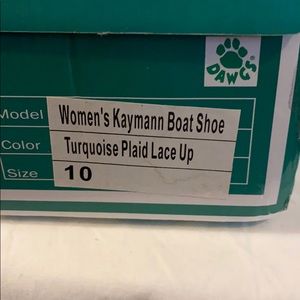 DAWGS
Model Women's Kaymann Boat Shoe
Color Turquoise Plaid Lace Up
Size 10